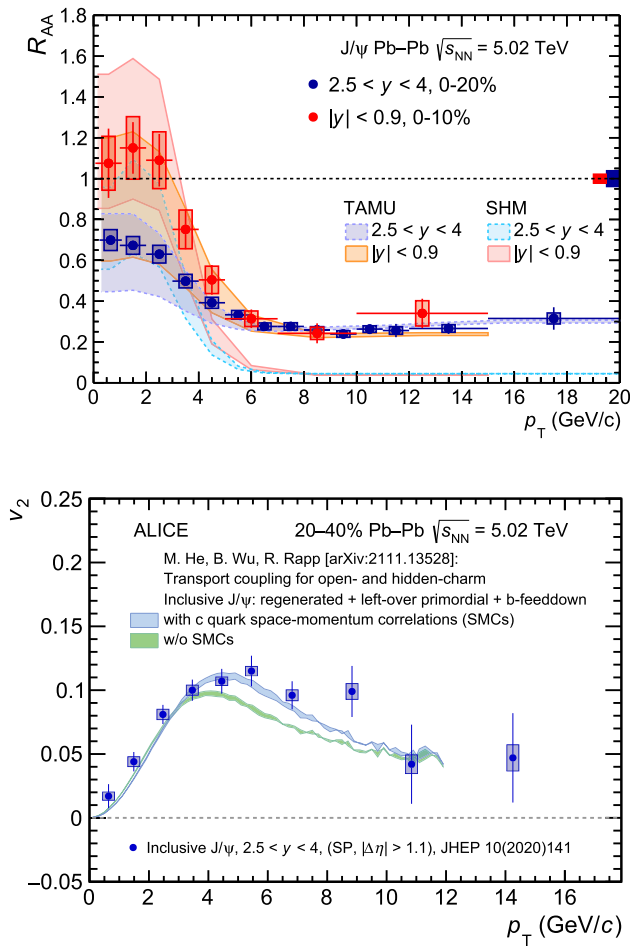 R_AA
1.8
1.6
1.4
1.2
1
0.8
0.6
0.4
0.2
0
J/ψ Pb–Pb √s_NN = 5.02 TeV
2.5 < y < 4, 0-20%
|y| < 0.9, 0-10%
TAMU SHM
2.5 < y < 4 2.5 < y < 4
|y| < 0.9 |y| < 0.9
0 2 4 6 8 10 12 14 16 18 20
p_T (GeV/c)
v_2
0.25
0.2
0.15
0.1
0.05
0
−0.05
ALICE 20–40% Pb–Pb √s_NN = 5.02 TeV
M. He, B. Wu, R. Rapp [arXiv:2111.13528]:
Transport coupling for open- and hidden-charm
Inclusive J/ψ: regenerated + left-over primordial + b-feeddown
with c quark space-momentum correlations (SMCs)
w/o SMCs
Inclusive J/ψ, 2.5 < y < 4, (SP, |Δη| > 1.1), JHEP 10(2020)141
0 2 4 6 8 10 12 14 16
p_T (GeV/c)